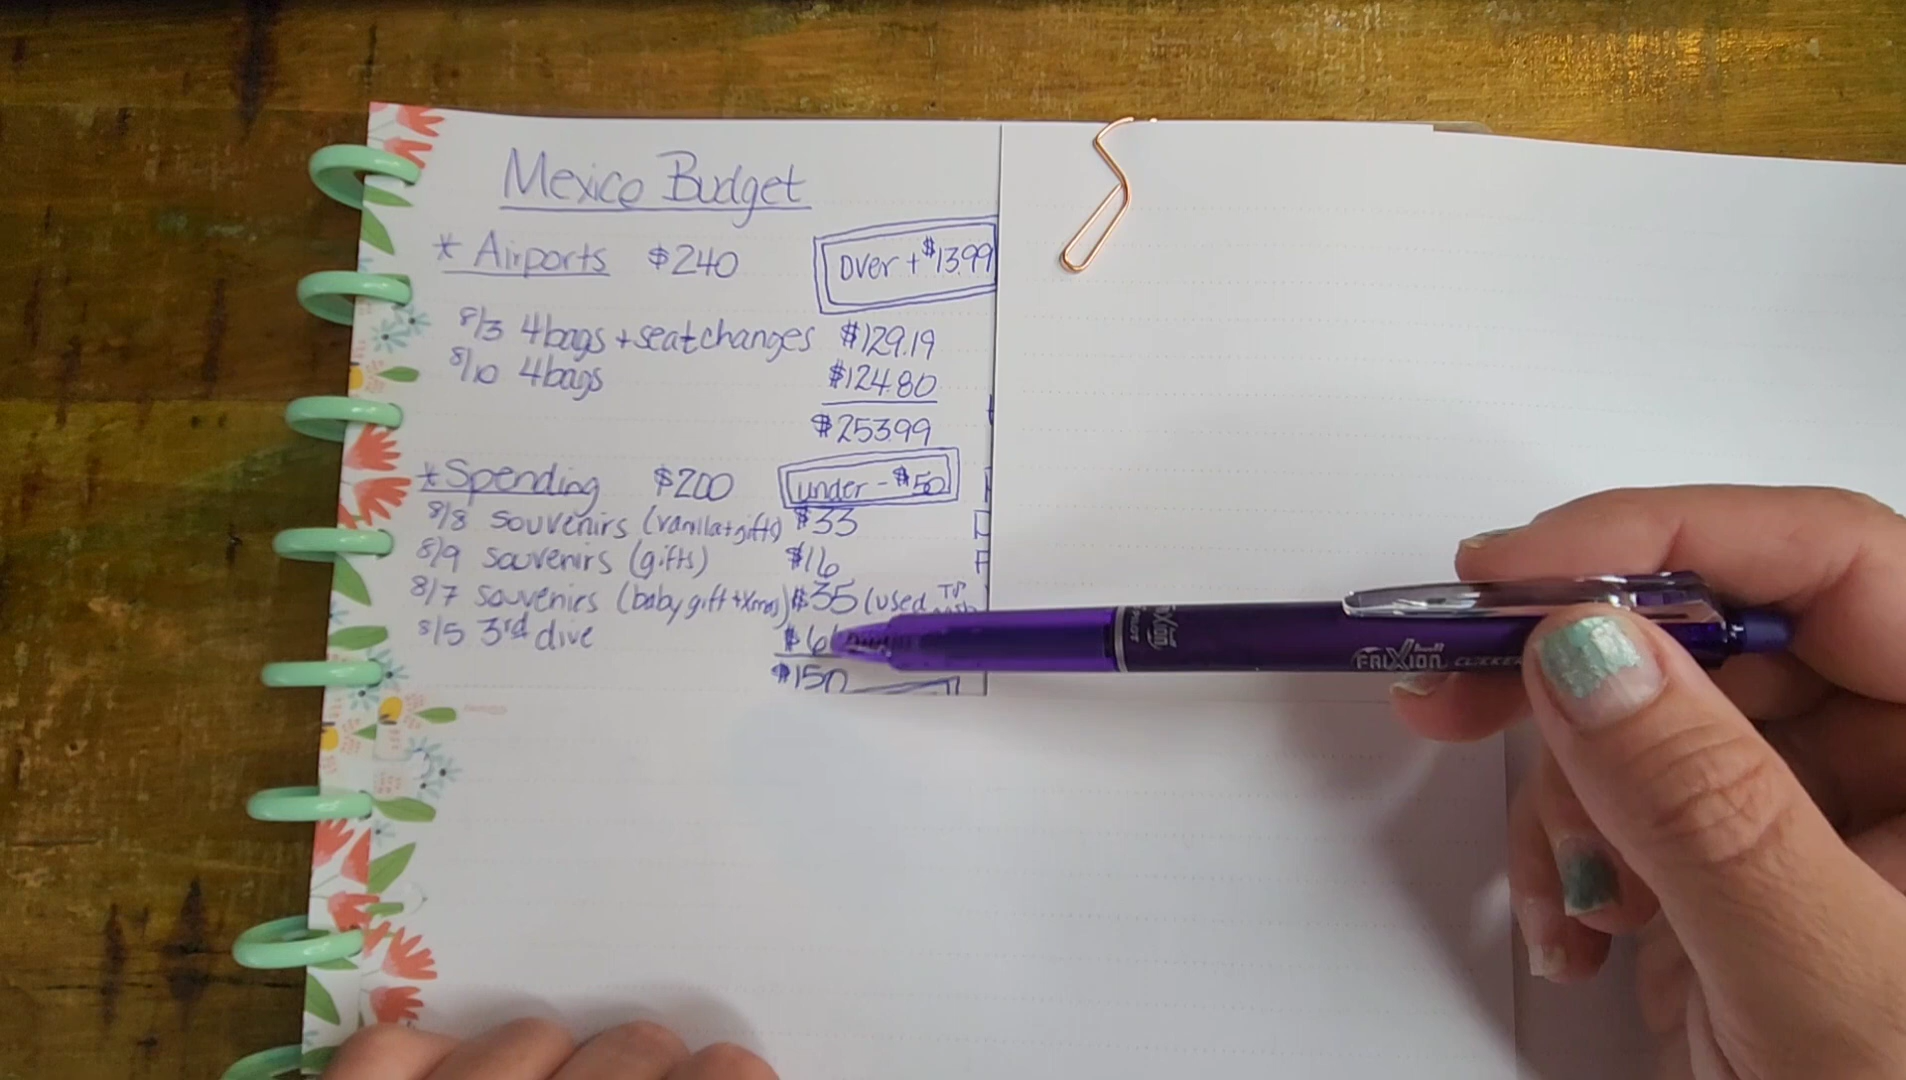 Mexico Budget
* Airports $240 over + $13.99
8/3 4 bags + seat changes $129.19
8/10 4 bags $124.80
$253.99
* Spending $200 under - $50
8/8 souvenirs (vanilla + gifts) $33
8/9 souvenirs (gifts) $16
8/7 souvenirs (baby gift + xmas) $35 (used
8/5 3rd dive
$150
PILOT
FRIXION CLICKER